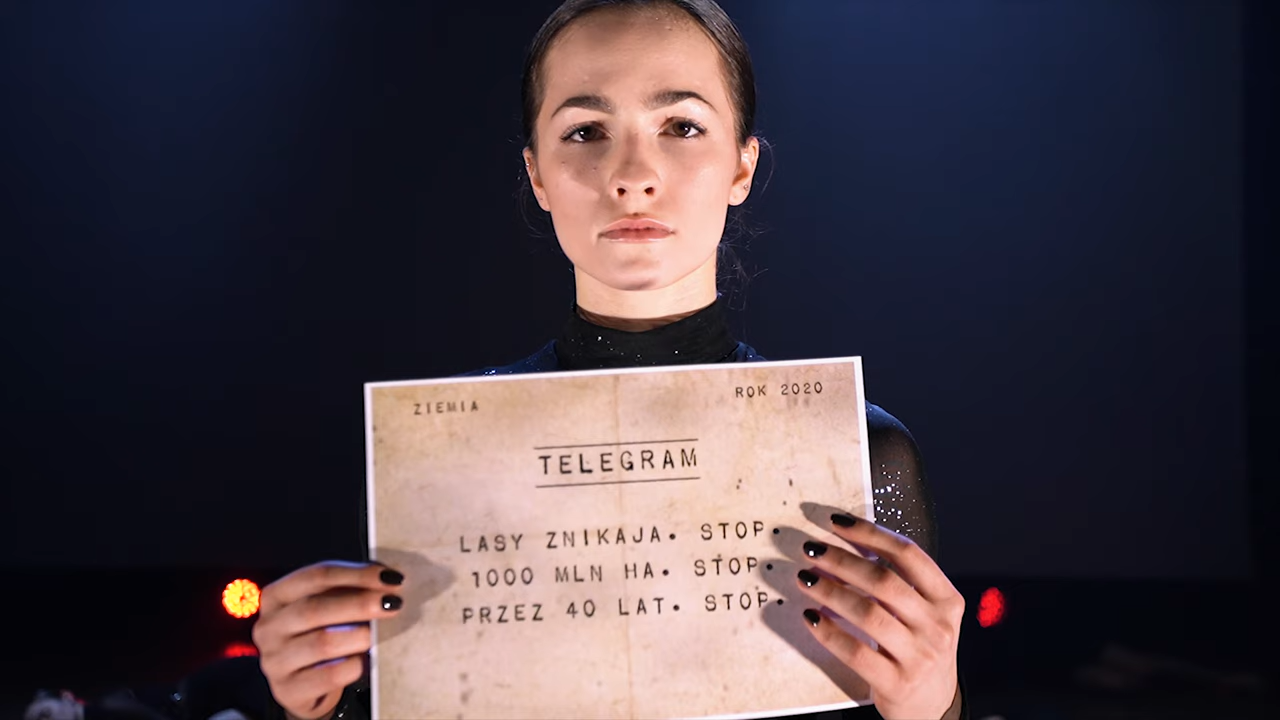 ZIEMIA
ROK 2020
TELEGRAM
LASY ZNIKAJA. STOP.
1000 MLN HA. STOP.
PRZEZ 40 LAT. STOP.